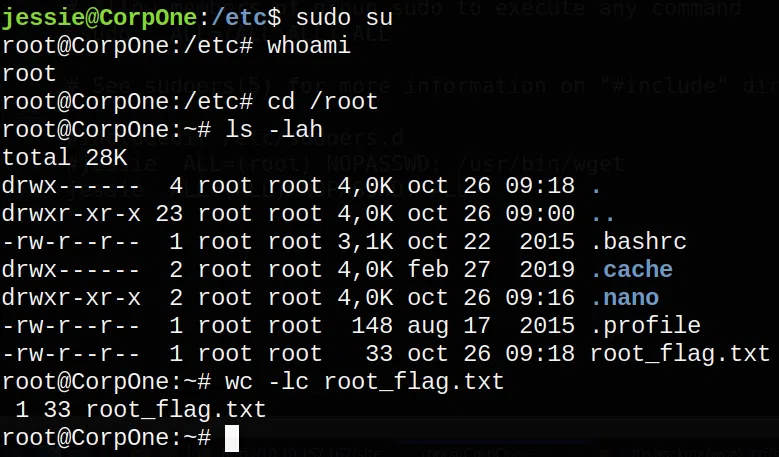 jessie@CorpOne:/etc$ sudo su
root@CorpOne:/etc# whoami
root
root@CorpOne:/etc# cd /root
root@CorpOne:~# ls -lah
total 28K
drwx------  4 root root 4,0K oct 26 09:18 .
drwxr-xr-x 23 root root 4,0K oct 26 09:00 ..
-rw-r--r--  1 root root 3,1K oct 22  2015 .bashrc
drwx------  2 root root 4,0K feb 27  2019 .cache
drwxr-xr-x  2 root root 4,0K oct 26 09:16 .nano
-rw-r--r--  1 root root  148 aug 17  2015 .profile
-rw-r--r--  1 root root   33 oct 26 09:18 root_flag.txt
root@CorpOne:~# wc -lc root_flag.txt
 1 33 root_flag.txt
root@CorpOne:~#